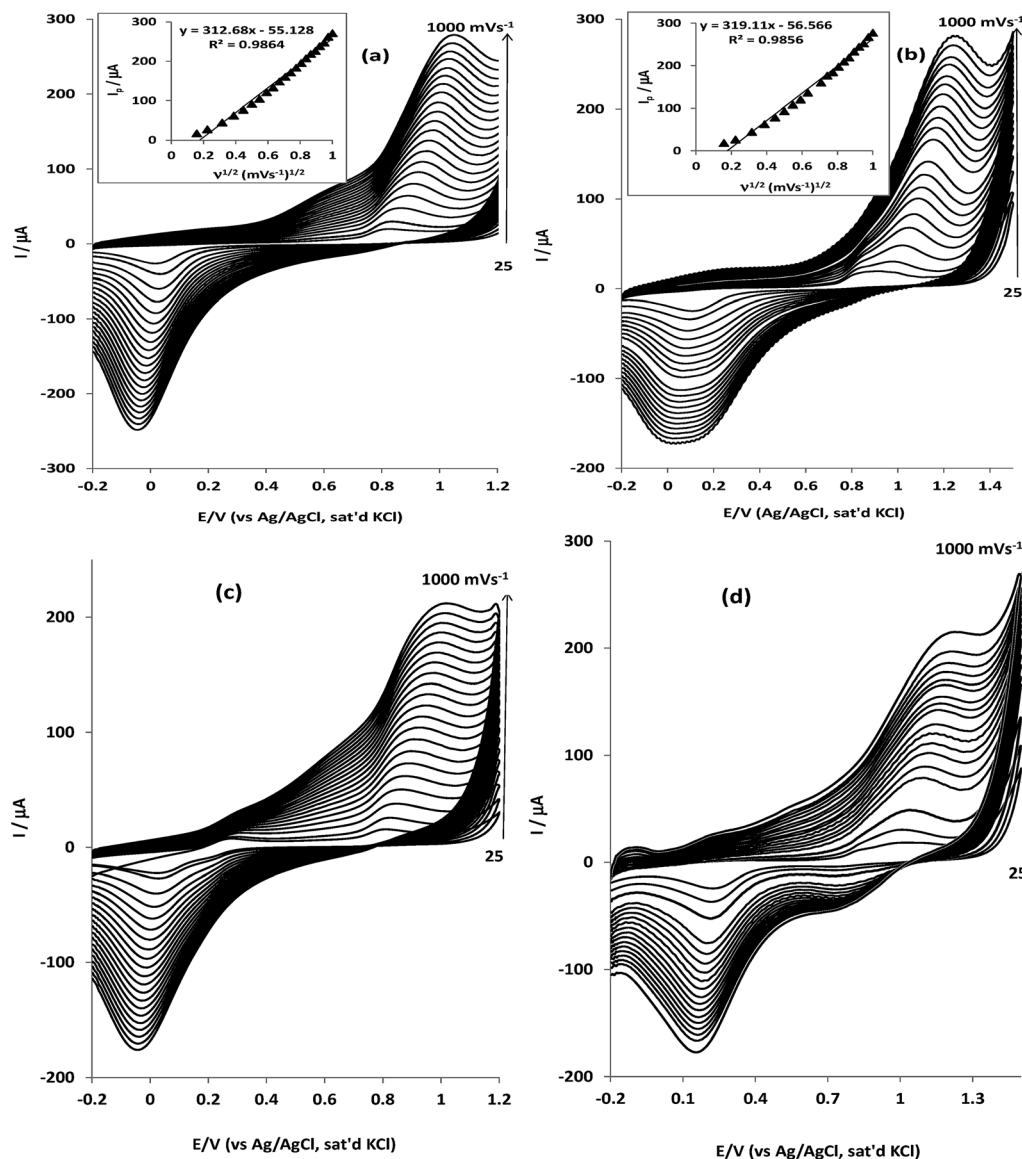 1000 mVs⁻¹
y = 312.68x - 55.128
R² = 0.9864
(a)
400
300
200
100
0
Iₚ / µA
0 0.2 0.4 0.6 0.8 1
ν¹/² (mVs⁻¹)¹/²
300
200
100
0
-100
-200
-300
I / µA
25
-0.2 0 0.2 0.4 0.6 0.8 1 1.2
E/V (vs Ag/AgCl, sat'd KCl)
1000 mVs⁻¹
y = 319.11x - 56.566
R² = 0.9856
(b)
400
300
200
100
0
Iₚ / µA
0 0.2 0.4 0.6 0.8 1
ν¹/² (mVs⁻¹)¹/²
300
200
100
0
-100
-200
I / µA
25
-0.2 0 0.2 0.4 0.6 0.8 1 1.2 1.4
E/V (Ag/AgCl, sat'd KCl)
1000 mVs⁻¹
(c)
200
100
0
-100
-200
I / µA
25
-0.2 0 0.2 0.4 0.6 0.8 1 1.2
E/V (vs Ag/AgCl, sat'd KCl)
1000 mVs⁻¹
(d)
300
200
100
0
-100
-200
I / µA
25
-0.2 0.1 0.4 0.7 1 1.3
E/V (vs Ag/AgCl, sat'd KCl)